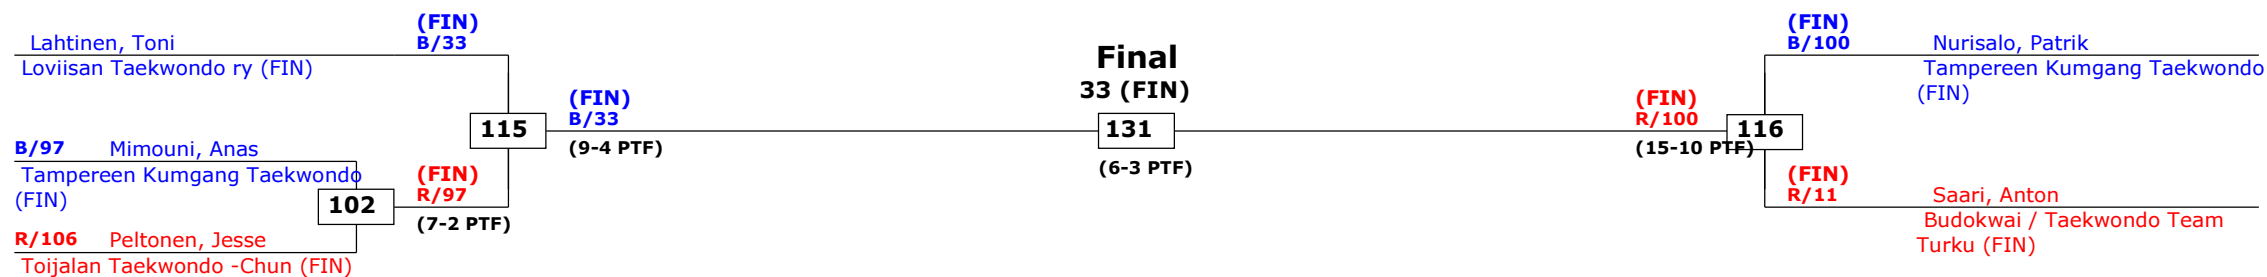 (FIN)
B/33
Lahtinen, Toni
Loviisan Taekwondo ry (FIN)
115
(FIN)
B/33
(9-4 PTF)
B/97 Mimouni, Anas
Tampereen Kumgang Taekwondo
(FIN)
102
(FIN)
R/97
(7-2 PTF)
R/106 Peltonen, Jesse
Toijalan Taekwondo -Chun (FIN)
Final
33 (FIN)
131
(6-3 PTF)
(FIN)
R/100
(15-10 PTF)
116
(FIN)
B/100
Nurisalo, Patrik
Tampereen Kumgang Taekwondo
(FIN)
(FIN)
R/11
Saari, Anton
Budokwai / Taekwondo Team
Turku (FIN)